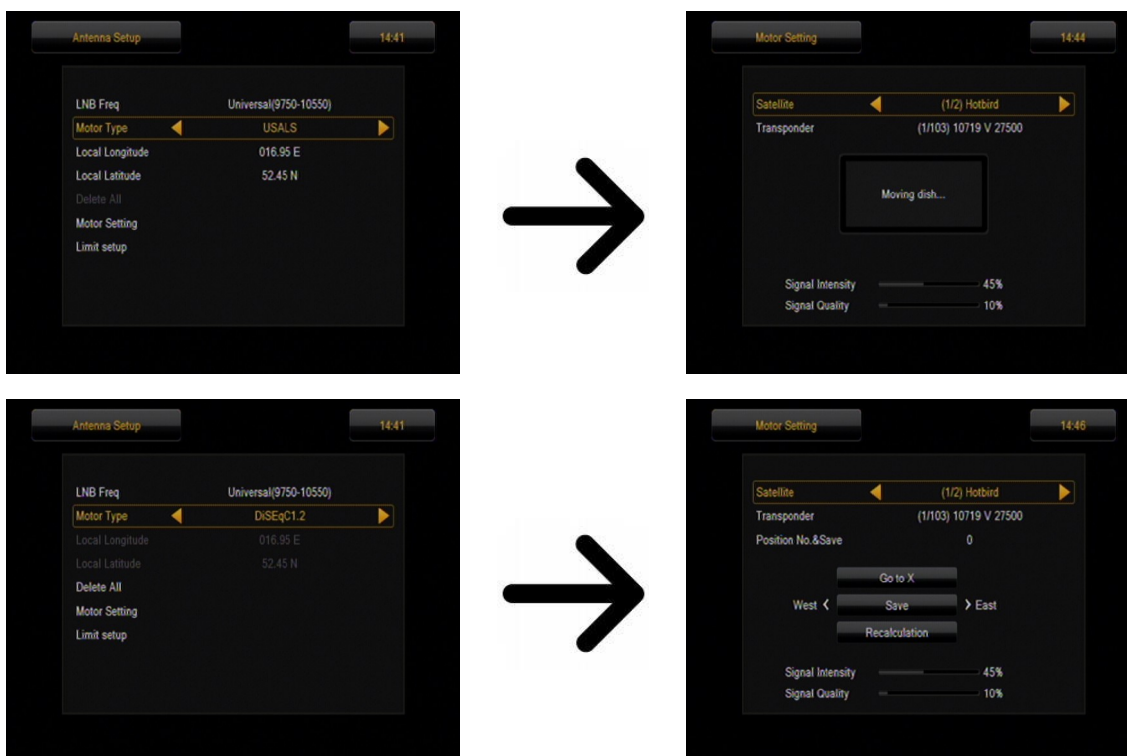 Antenna Setup 14:41
LNB Freq Universal(9750-10550)
Motor Type USALS
Local Longitude 016.95 E
Local Latitude 52.45 N
Delete All
Motor Setting
Limit setup
Motor Setting 14:44
Satellite (1/2) Hotbird
Transponder (1/103) 10719 V 27500
Moving dish...
Signal Intensity 45%
Signal Quality 10%
Antenna Setup 14:41
LNB Freq Universal(9750-10550)
Motor Type DiSEqC1.2
Local Longitude 016.95 E
Local Latitude 52.45 N
Delete All
Motor Setting
Limit setup
Motor Setting 14:46
Satellite (1/2) Hotbird
Transponder (1/103) 10719 V 27500
Position No.&Save 0
Go to X
West < Save > East
Recalculation
Signal Intensity 45%
Signal Quality 10%